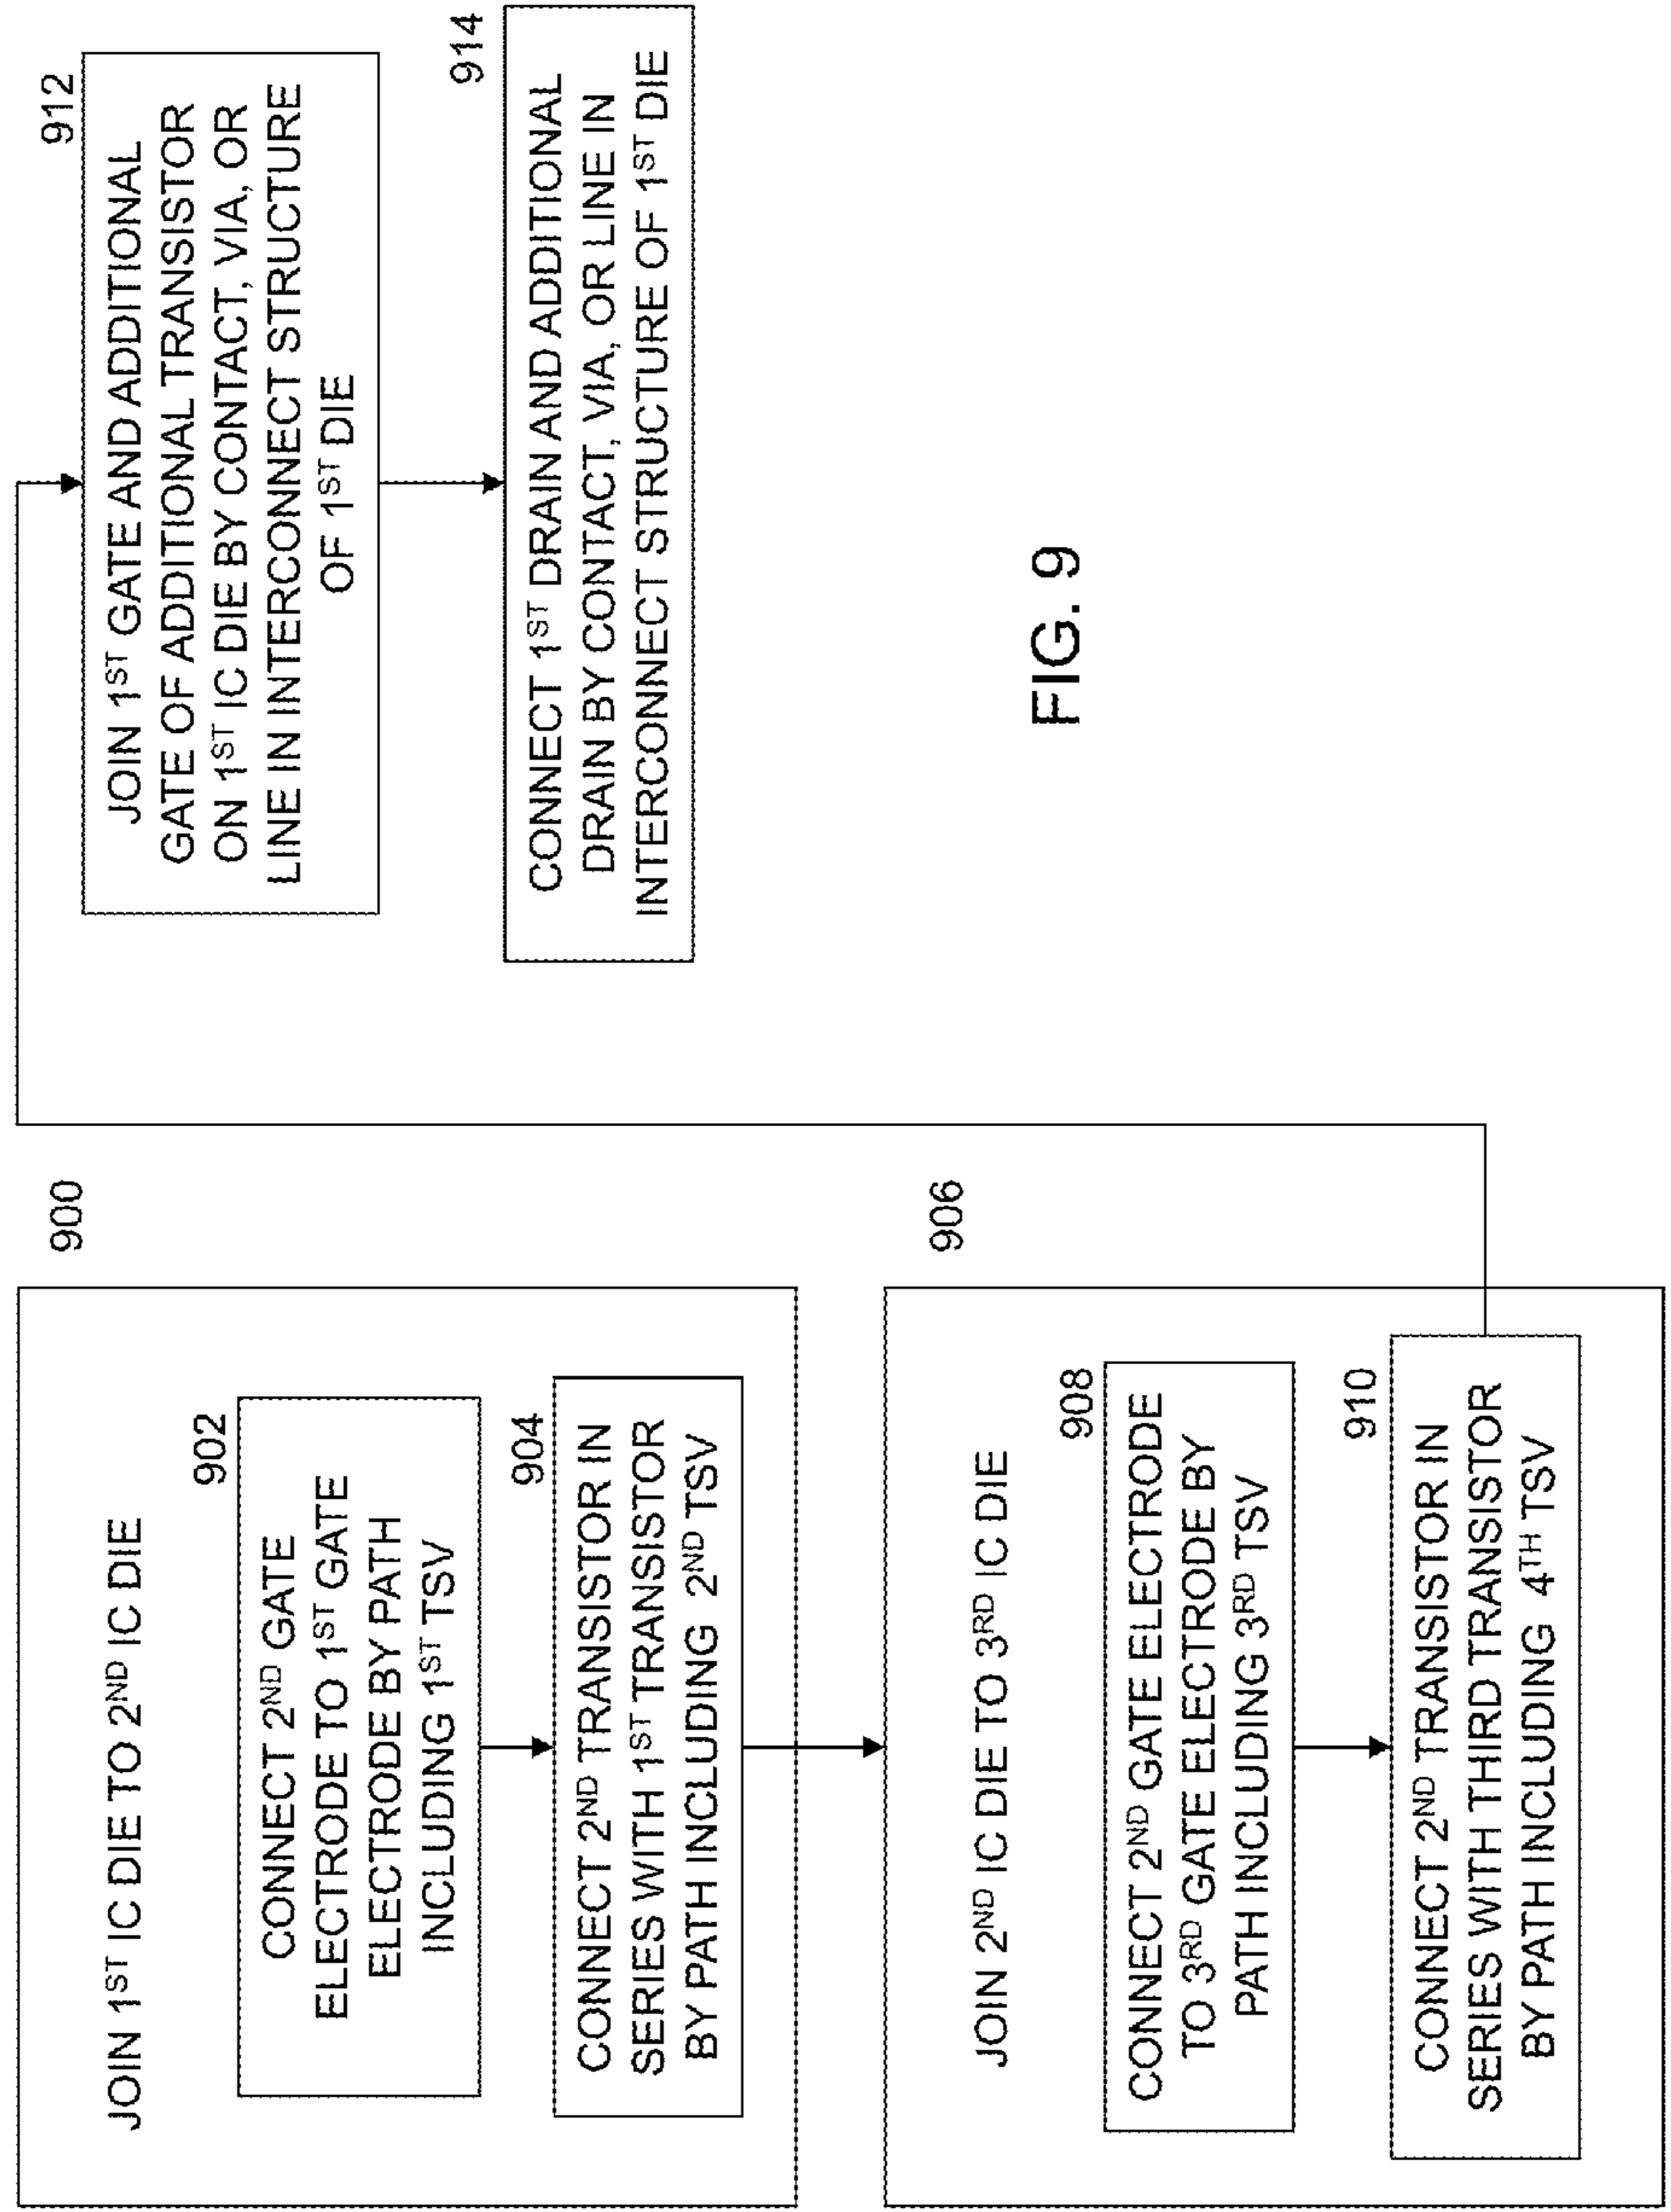 900
JOIN 1ST IC DIE TO 2ND IC DIE
902
CONNECT 2ND GATE
ELECTRODE TO 1ST GATE
ELECTRODE BY PATH
INCLUDING 1ST TSV
904
CONNECT 2ND TRANSISTOR IN
SERIES WITH 1ST TRANSISTOR
BY PATH INCLUDING 2ND TSV
906
JOIN 2ND IC DIE TO 3RD IC DIE
908
CONNECT 2ND GATE ELECTRODE
TO 3RD GATE ELECTRODE BY
PATH INCLUDING 3RD TSV
910
CONNECT 2ND TRANSISTOR IN
SERIES WITH THIRD TRANSISTOR
BY PATH INCLUDING 4TH TSV
912
JOIN 1ST GATE AND ADDITIONAL
GATE OF ADDITIONAL TRANSISTOR
ON 1ST IC DIE BY CONTACT, VIA, OR
LINE IN INTERCONNECT STRUCTURE
OF 1ST DIE
914
CONNECT 1ST DRAIN AND ADDITIONAL
DRAIN BY CONTACT, VIA, OR LINE IN
INTERCONNECT STRUCTURE OF 1ST DIE
FIG. 9